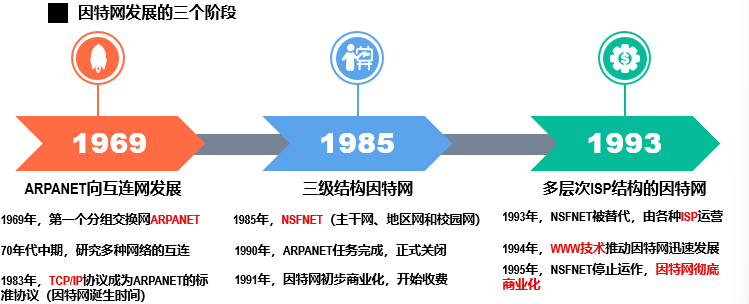 因特网发展的三个阶段
1969
1985
1993
ARPANET向互连网发展
三级结构因特网
多层次ISP结构的因特网
1969年，第一个分组交换网ARPANET
70年代中期，研究多种网络的互连
1983年，TCP/IP协议成为ARPANET的标
准协议（因特网诞生时间）
1985年，NSFNET（主干网、地区网和校园网）
1990年，ARPANET任务完成，正式关闭
1991年，因特网初步商业化，开始收费
1993年，NSFNET被替代，由各种ISP运营
1994年，WWW技术推动因特网迅速发展
1995年，NSFNET停止运作，因特网彻底
商业化